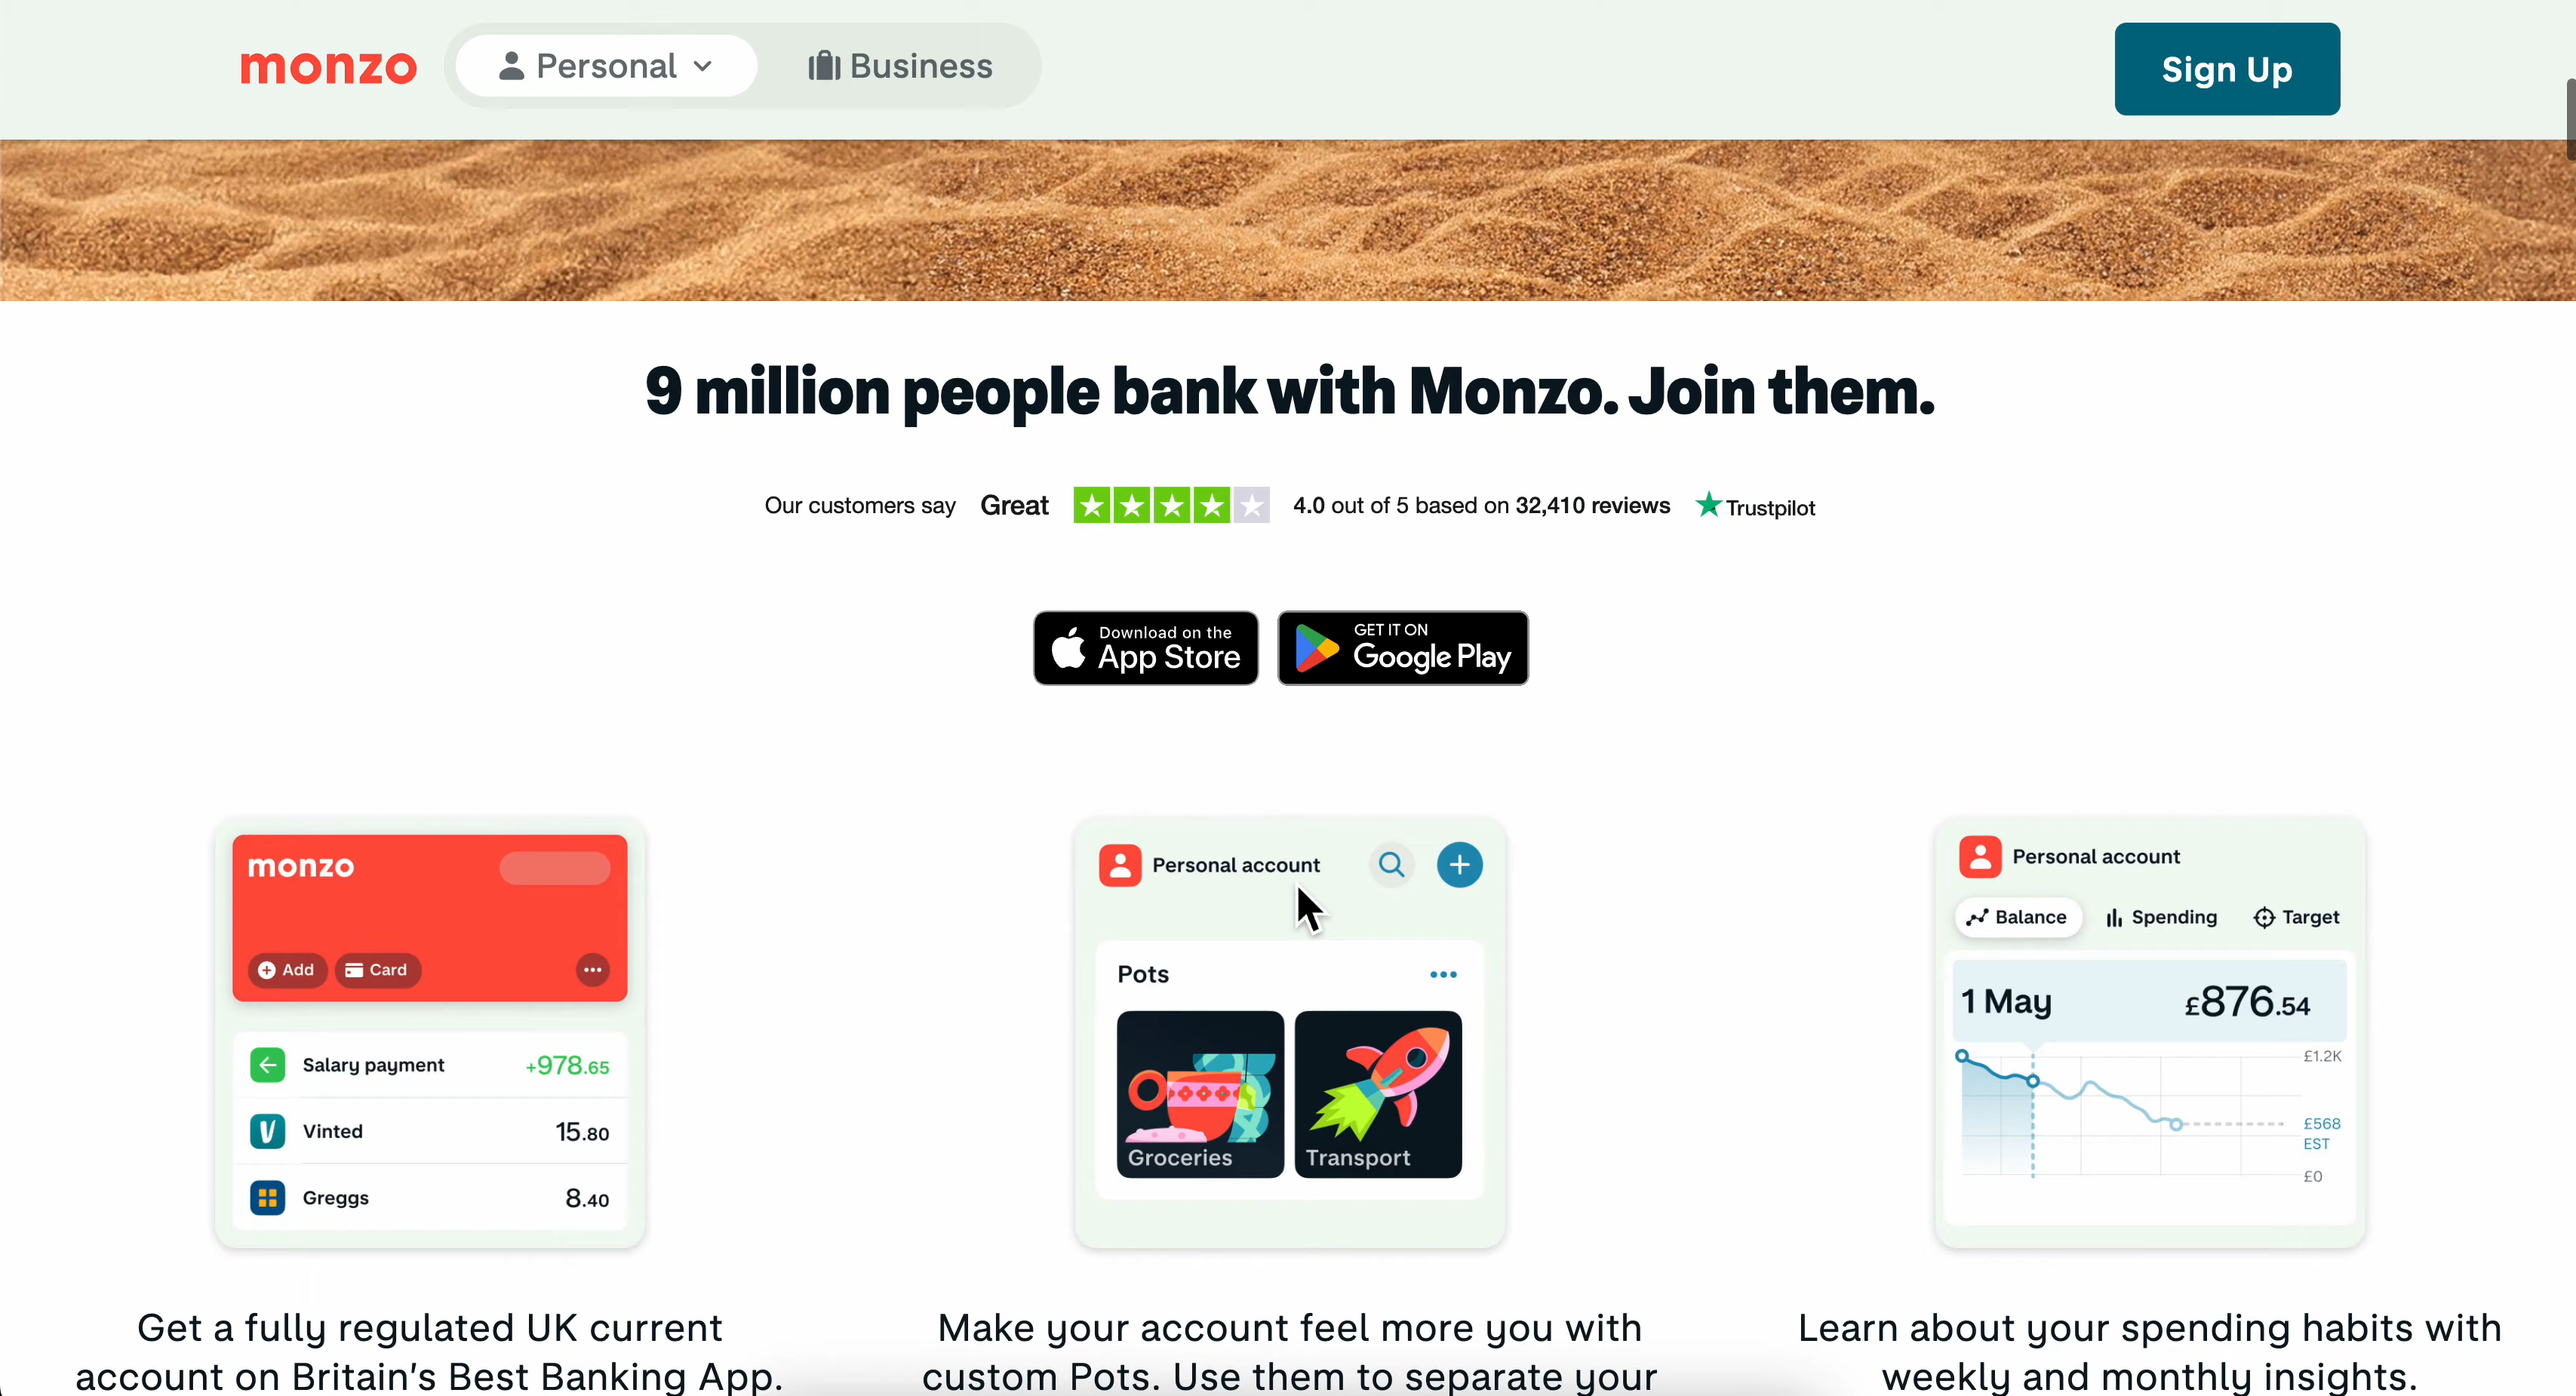 monzo
Personal
Business
Sign Up
9 million people bank with Monzo. Join them.
Our customers say Great 4.0 out of 5 based on 32,410 reviews Trustpilot
Download on the
App Store
GET IT ON
Google Play
monzo
Add
Card
Salary payment +978.65
Vinted 15.80
Greggs 8.40
Get a fully regulated UK current
account on Britain's Best Banking App.
Personal account
Pots
Groceries
Transport
Make your account feel more you with
custom Pots. Use them to separate your
Personal account
Balance
Spending
Target
1 May £876.54
£1.2K
£568
EST
£0
Learn about your spending habits with
weekly and monthly insights.